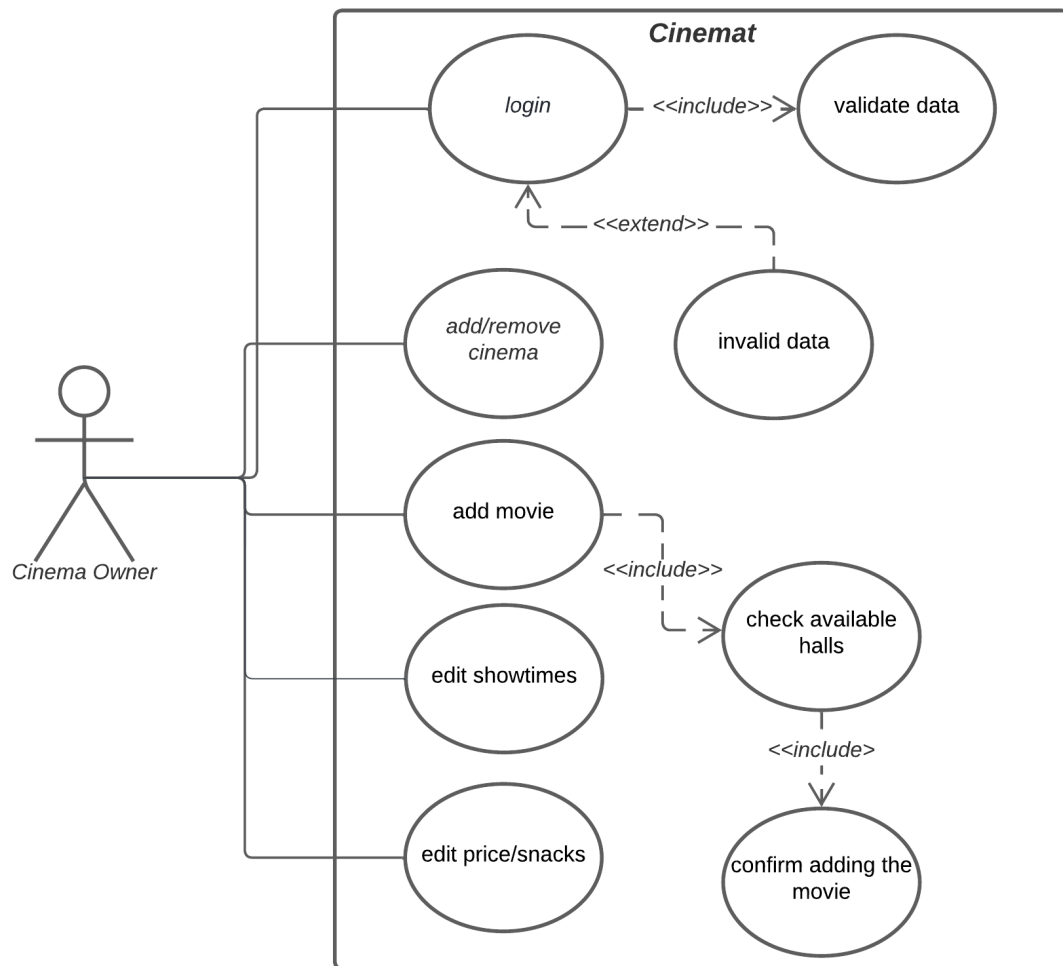 Cinemat
login
<<include>>
validate data
<<extend>>
add/remove
cinema
invalid data
Cinema Owner
add movie
<<include>>
check available
halls
edit showtimes
<<include>
edit price/snacks
confirm adding the
movie